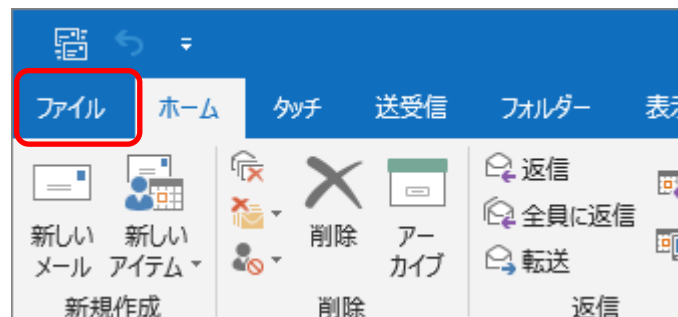 ファイル ホーム タッチ 送受信 フォルダー 表示
新しい
メール
新しい
アイテム
削除
アー
カイブ
返信
全員に返信
転送
新規作成 削除 返信